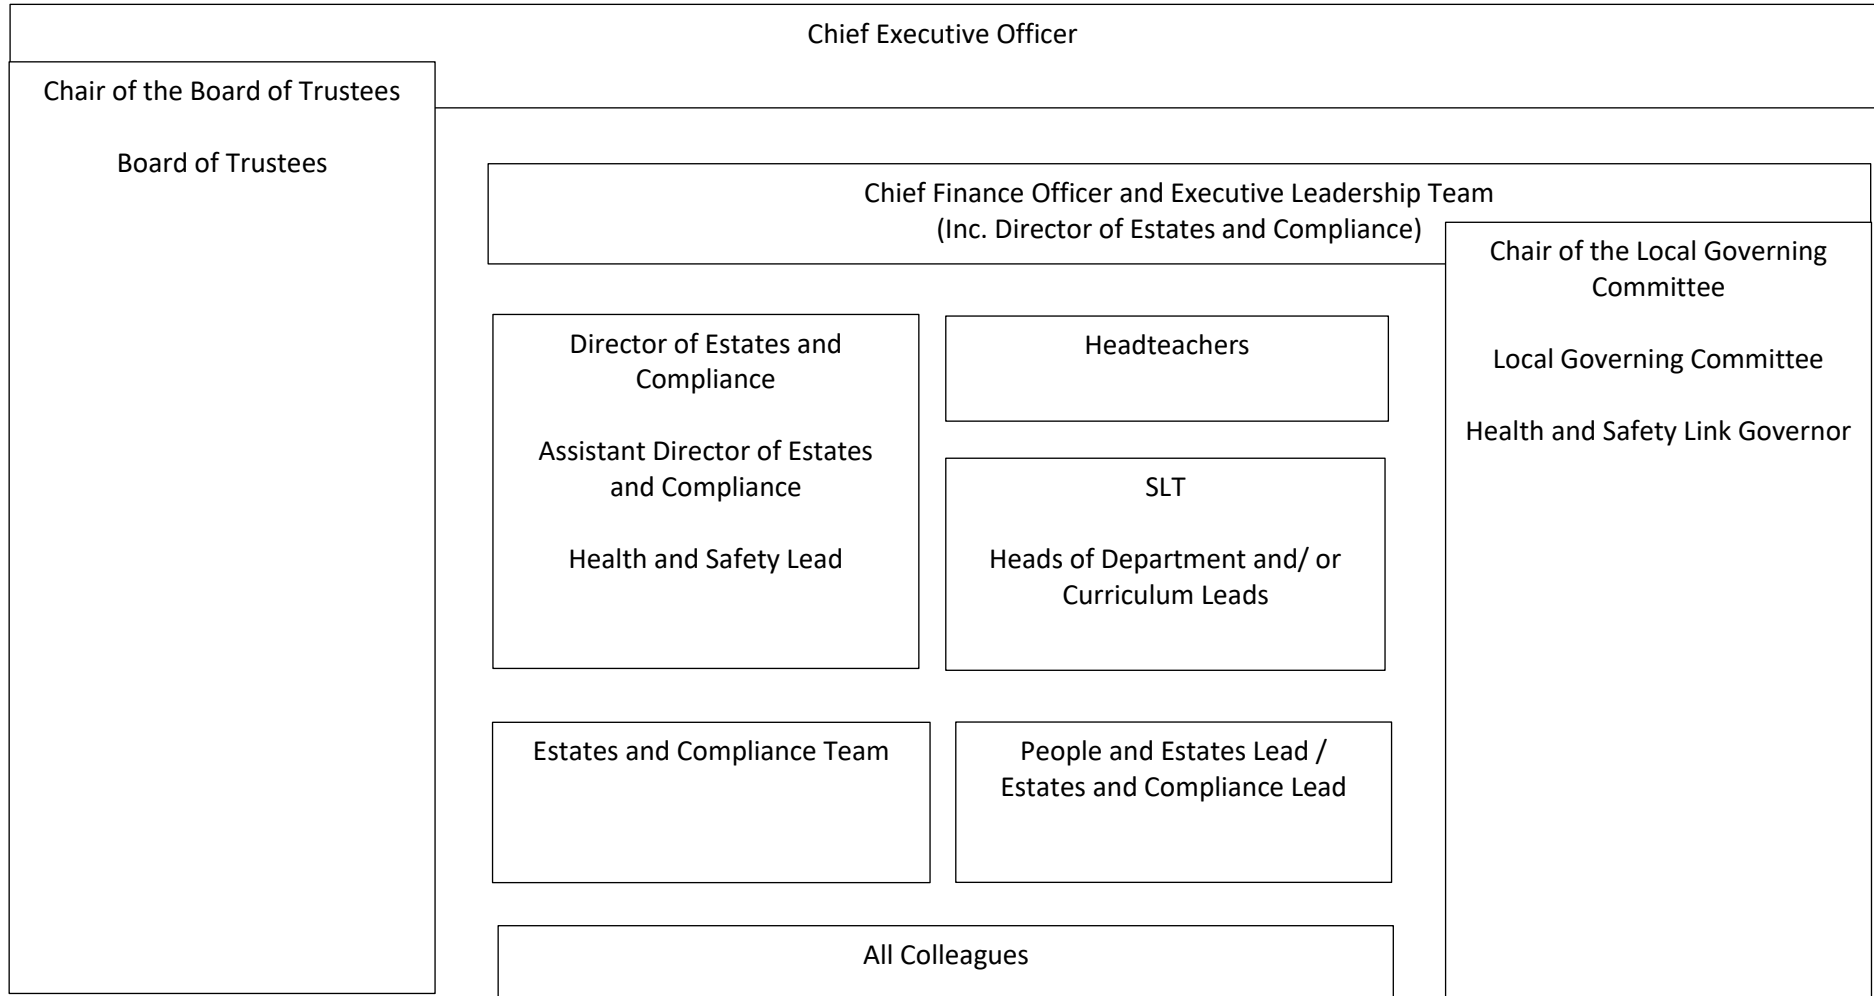 Chief Executive Officer
Chair of the Board of Trustees
Board of Trustees
Chief Finance Officer and Executive Leadership Team
(Inc. Director of Estates and Compliance)
Chair of the Local Governing
Committee
Local Governing Committee
Health and Safety Link Governor
Director of Estates and
Compliance
Assistant Director of Estates
and Compliance
Health and Safety Lead
Headteachers
SLT
Heads of Department and/ or
Curriculum Leads
Estates and Compliance Team
People and Estates Lead /
Estates and Compliance Lead
All Colleagues